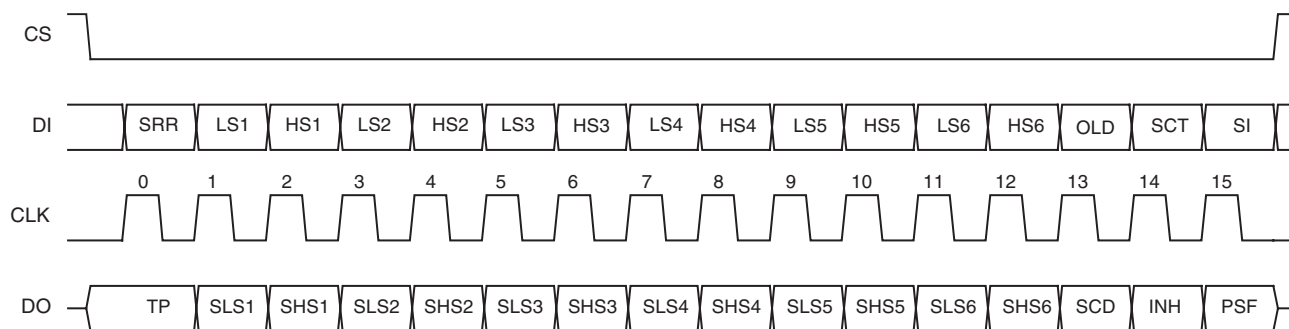 CS
DI SRR LS1 HS1 LS2 HS2 LS3 HS3 LS4 HS4 LS5 HS5 LS6 HS6 OLD SCT SI
0 1 2 3 4 5 6 7 8 9 10 11 12 13 14 15
CLK
DO TP SLS1 SHS1 SLS2 SHS2 SLS3 SHS3 SLS4 SHS4 SLS5 SHS5 SLS6 SHS6 SCD INH PSF